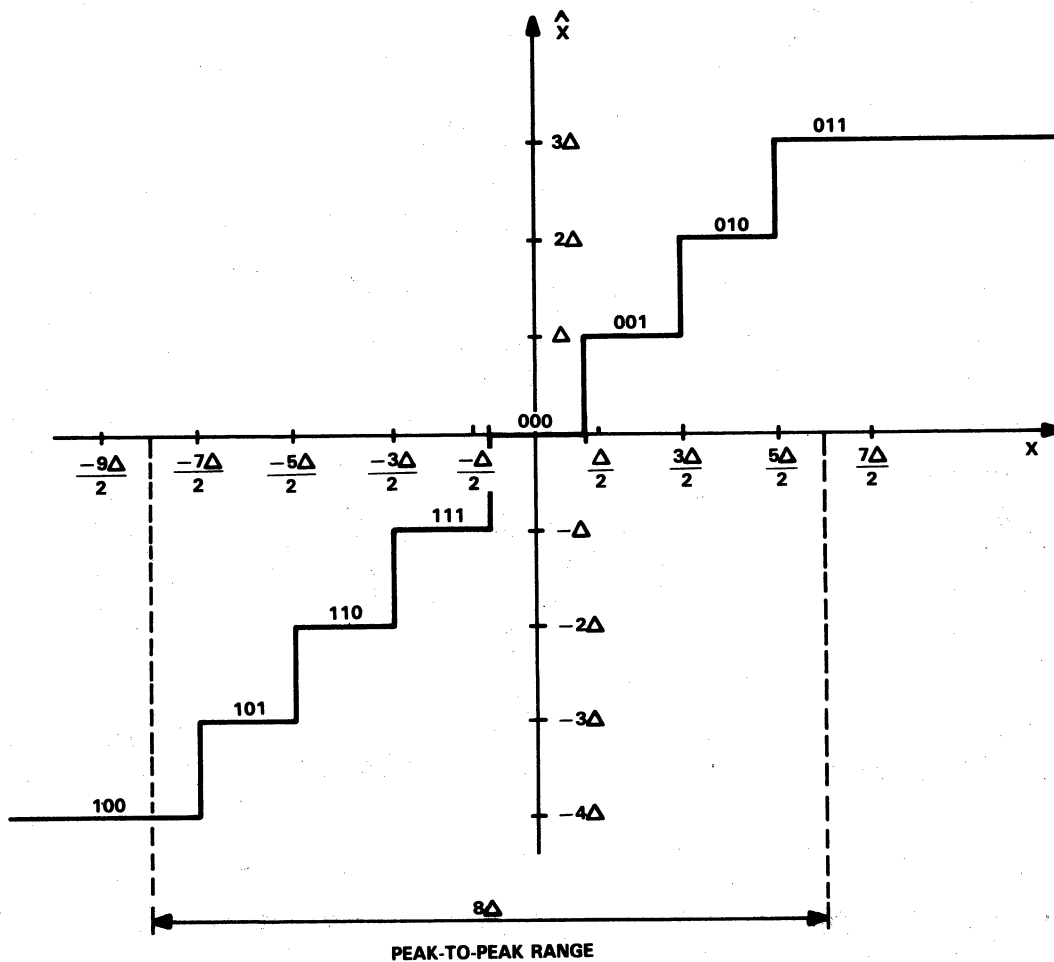 x̂
011
3Δ
010
2Δ
001
Δ
000
x
-9Δ/2
-7Δ/2
-5Δ/2
-3Δ/2
-Δ/2
Δ/2
3Δ/2
5Δ/2
7Δ/2
111
-Δ
110
-2Δ
101
-3Δ
100
-4Δ
8Δ
PEAK-TO-PEAK RANGE